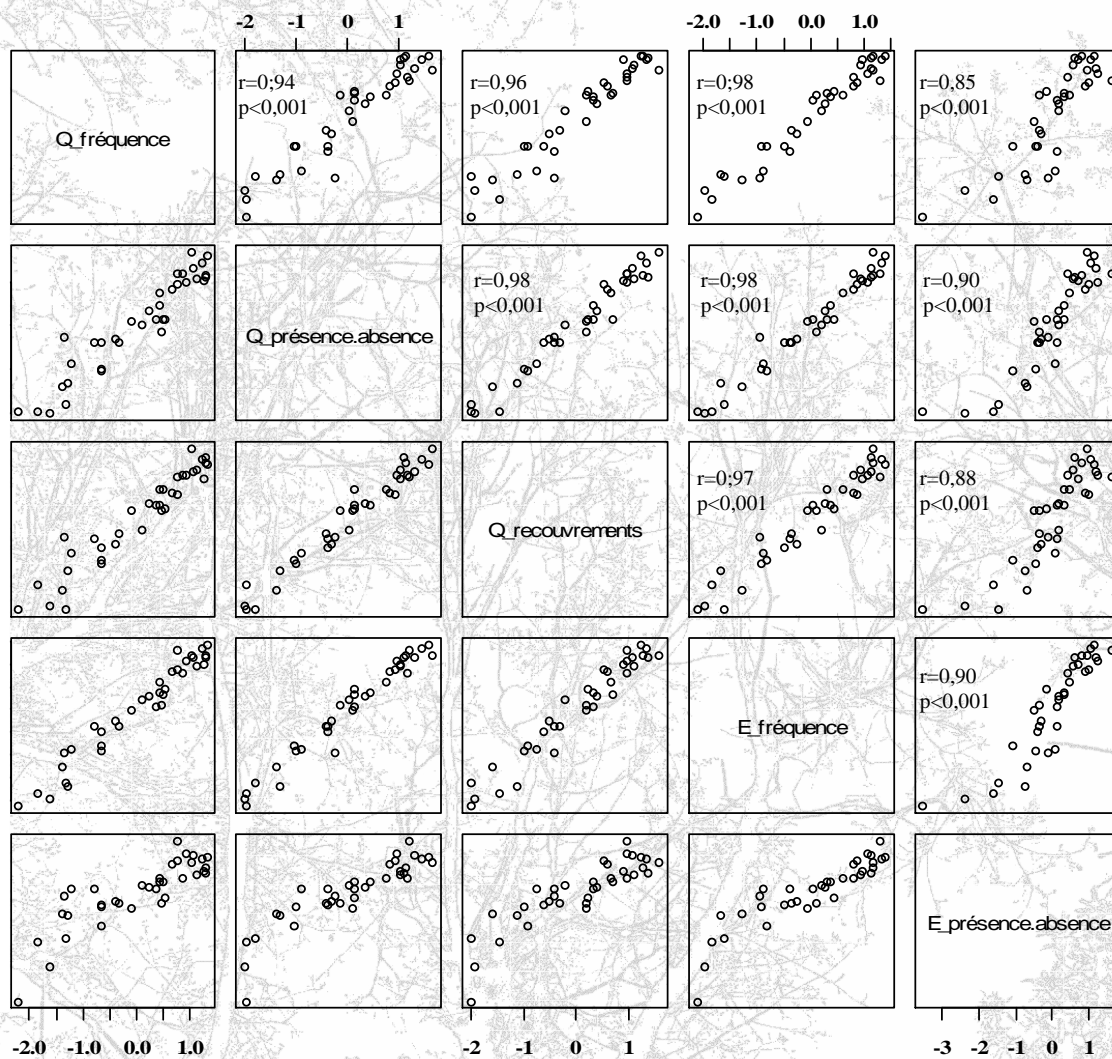 -2 -1 0 1 -2.0 0.0 1.0
Q_fréquence
r=0;94
p<0,001
r=0,96
p<0,001
r=0,98
p<0,001
r=0,85
p<0,001
Q_présence.absence
r=0,98
p<0,001
r=0;98
p<0,001
r=0,90
p<0,001
Q_recouvrements
r=0;97
p<0,001
r=0,88
p<0,001
E_fréquence
r=0,90
p<0,001
E_présence.absence
-2.0 -1.0 0.0 1.0 -2 -1 0 1 -3 -2 -1 0 1